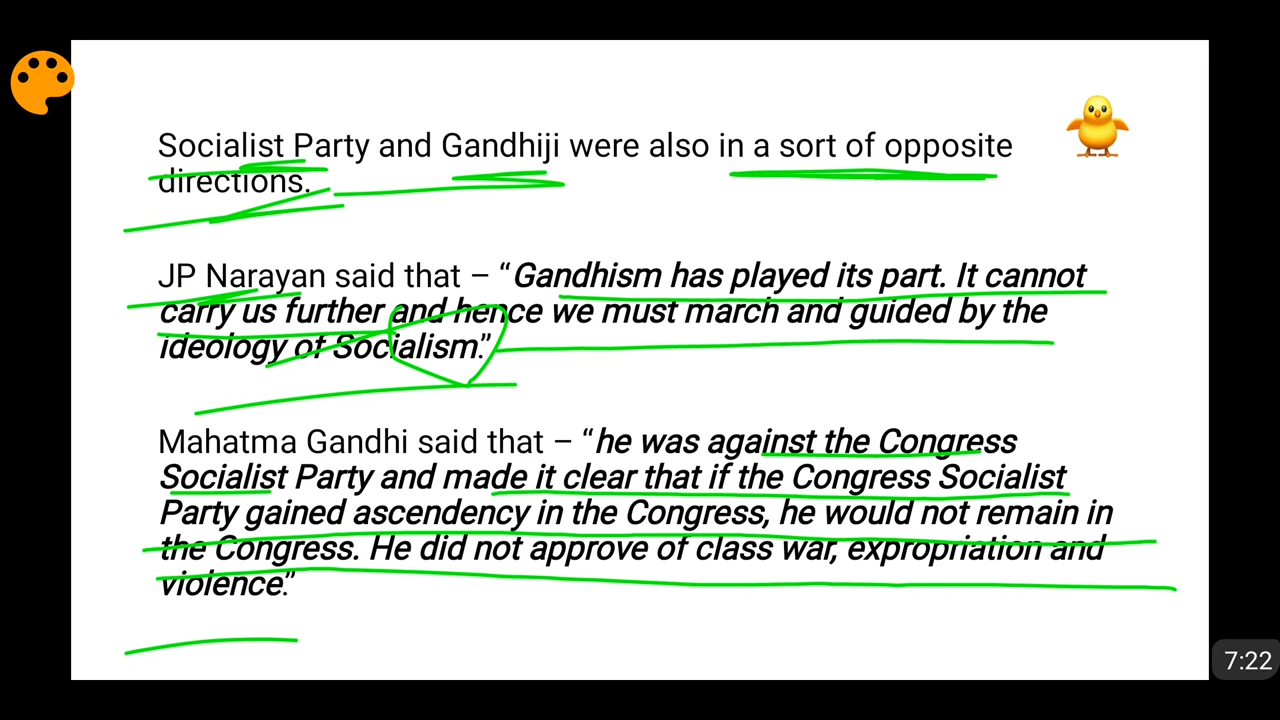 Socialist Party and Gandhiji were also in a sort of opposite
directions.
JP Narayan said that – “Gandhism has played its part. It cannot
carry us further and hence we must march and guided by the
ideology of Socialism.”
Mahatma Gandhi said that – “he was against the Congress
Socialist Party and made it clear that if the Congress Socialist
Party gained ascendency in the Congress, he would not remain in
the Congress. He did not approve of class war, expropriation and
violence.”
7:22